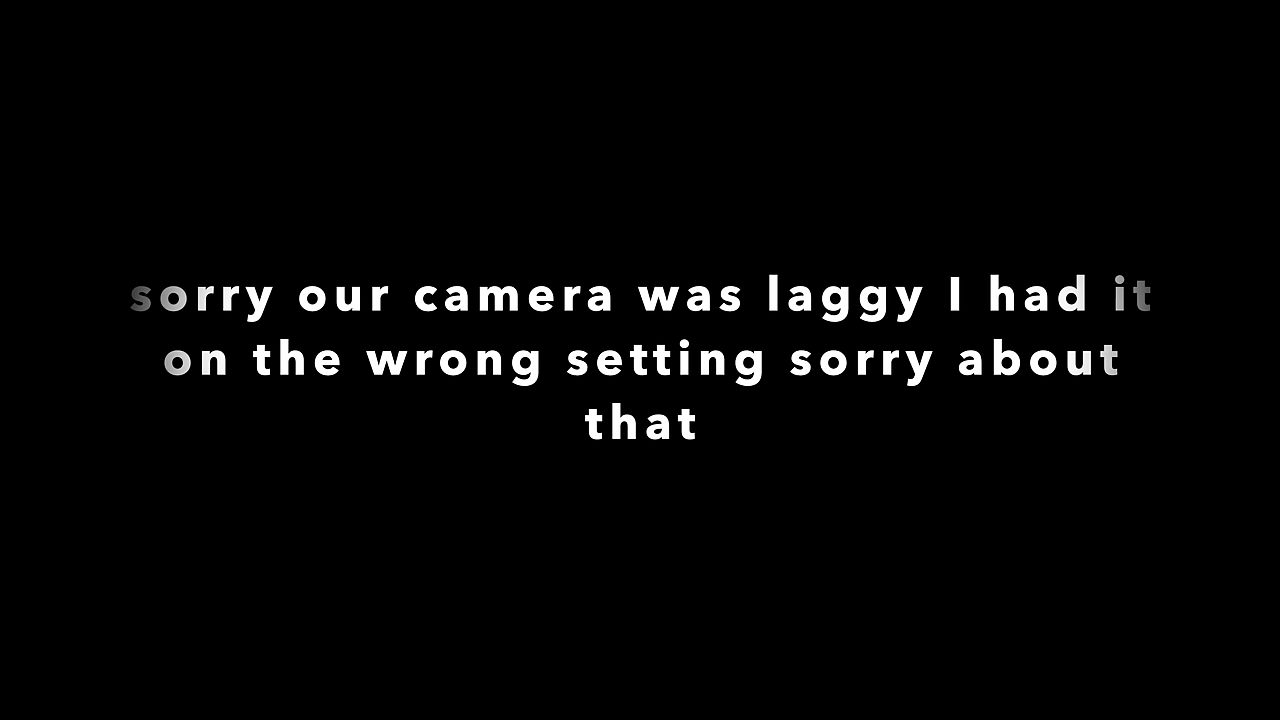 sorry our camera was laggy I had it
on the wrong setting sorry about
that